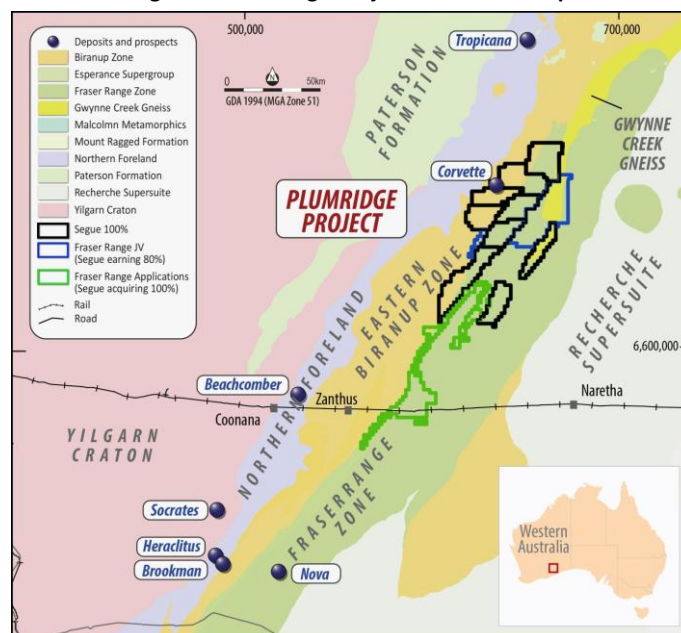 500,000
700,000
Deposits and prospects
Biranup Zone
Esperance Supergroup
Fraser Range Zone
Gwynne Creek Gneiss
Malcolmn Metamorphics
Mount Ragged Formation
Northern Foreland
Paterson Formation
Recherche Supersuite
Yilgarn Craton
Segue 100%
Fraser Range JV
(Segue earning 80%)
Fraser Range Applications
(Segue acquiring 100%)
Rail
Road
0
N
50km
GDA 1994 (MGA Zone 51)
Tropicana
PATERSON
FORMATION
GWYNNE
CREEK
GNEISS
Corvette
PLUMRIDGE
PROJECT
EASTERN
BIRANUP ZONE
NORTHERN FORELAND
RECHERCHE
SUPERSUITE
6,600,000
Beachcomber
Zanthus
Coonana
Naretha
YILGARN
CRATON
FRASERRANGE
ZONE
Socrates
Heraclitus
Brookman
Nova
Western
Australia